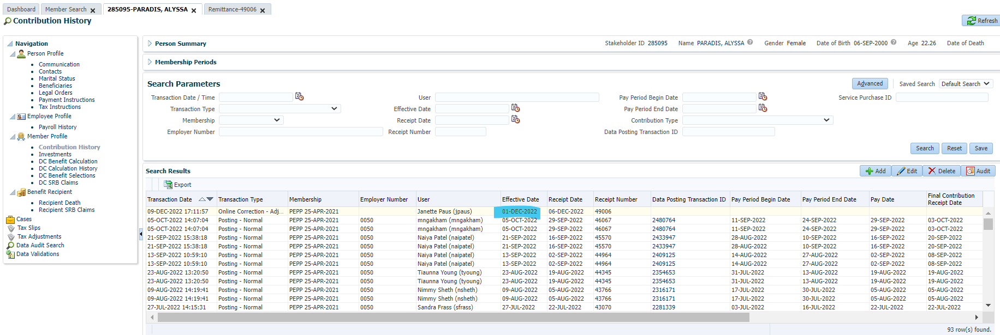 Dashboard Member Search 285095-PARADIS, ALYSSA Remittance-49006
Contribution History
Refresh
Navigation
Person Profile
Communication
Contacts
Marital Status
Beneficiaries
Legal Orders
Payment Instructions
Tax Instructions
Employee Profile
Payroll History
Member Profile
Contribution History
Investments
DC Benefit Calculation
DC Calculation History
DC Benefit Selections
DC SRB Claims
Benefit Recipient
Recipient Death
Recipient SRB Claims
Cases
Tax Slips
Tax Adjustments
Data Audit Search
Data Validations
Person Summary Stakeholder ID 285095 Name PARADIS, ALYSSA Gender Female Date of Birth 06-SEP-2000 Age 22.26 Date of Death
Membership Periods
Search Parameters Advanced Saved Search Default Search
Transaction Date / Time User Pay Period Begin Date Service Purchase ID
Transaction Type Effective Date Pay Period End Date
Membership Receipt Date Contribution Type
Employer Number Receipt Number Data Posting Transaction ID
Search Reset Save
Search Results Add Edit Delete Audit
Export
Transaction Date Transaction Type Membership Employer Number User Effective Date Receipt Date Receipt Number Data Posting Transaction ID Pay Period Begin Date Pay Period End Date Pay Date Final Contribution Receipt Date
09-DEC-2022 17:11:57 Online Correction - Adj... PEPP 25-APR-2021 Janette Paus (jpaus) 01-DEC-2022 06-DEC-2022 49006
05-OCT-2022 14:07:04 Posting - Normal PEPP 25-APR-2021 0050 mngakham (mngakham) 05-OCT-2022 29-SEP-2022 46067 2480764 11-SEP-2022 24-SEP-2022 29-SEP-2022 03-OCT-2022
05-OCT-2022 14:07:04 Posting - Normal PEPP 25-APR-2021 0050 mngakham (mngakham) 05-OCT-2022 29-SEP-2022 46067 2480764 11-SEP-2022 24-SEP-2022 29-SEP-2022 03-OCT-2022
21-SEP-2022 15:38:18 Posting - Normal PEPP 25-APR-2021 0050 Naiya Patel (naipatel) 21-SEP-2022 16-SEP-2022 45570 2433947 28-AUG-2022 10-SEP-2022 16-SEP-2022 20-SEP-2022
21-SEP-2022 15:38:18 Posting - Normal PEPP 25-APR-2021 0050 Naiya Patel (naipatel) 21-SEP-2022 16-SEP-2022 45570 2433947 28-AUG-2022 10-SEP-2022 16-SEP-2022 20-SEP-2022
13-SEP-2022 10:59:10 Posting - Normal PEPP 25-APR-2021 0050 Naiya Patel (naipatel) 13-SEP-2022 02-SEP-2022 44964 2409125 14-AUG-2022 27-AUG-2022 02-SEP-2022 08-SEP-2022
13-SEP-2022 10:59:10 Posting - Normal PEPP 25-APR-2021 0050 Naiya Patel (naipatel) 13-SEP-2022 02-SEP-2022 44964 2409125 14-AUG-2022 27-AUG-2022 02-SEP-2022 08-SEP-2022
23-AUG-2022 13:20:50 Posting - Normal PEPP 25-APR-2021 0050 Tiaunna Young (tyoung) 23-AUG-2022 19-AUG-2022 44345 2354653 31-JUL-2022 13-AUG-2022 19-AUG-2022 19-AUG-2022
23-AUG-2022 13:20:50 Posting - Normal PEPP 25-APR-2021 0050 Tiaunna Young (tyoung) 23-AUG-2022 19-AUG-2022 44345 2354653 31-JUL-2022 13-AUG-2022 19-AUG-2022 19-AUG-2022
09-AUG-2022 14:19:41 Posting - Normal PEPP 25-APR-2021 0050 Nimmy Sheth (nsheth) 09-AUG-2022 05-AUG-2022 43766 2316171 17-JUL-2022 30-JUL-2022 05-AUG-2022 05-AUG-2022
09-AUG-2022 14:19:41 Posting - Normal PEPP 25-APR-2021 0050 Nimmy Sheth (nsheth) 09-AUG-2022 05-AUG-2022 43766 2316171 17-JUL-2022 30-JUL-2022 05-AUG-2022 05-AUG-2022
27-JUL-2022 14:15:31 Posting - Normal PEPP 25-APR-2021 0050 Sandra Frass (sfrass) 27-JUL-2022 22-JUL-2022 43070 2281339 03-JUL-2022 16-JUL-2022 22-JUL-2022 22-JUL-2022
93 row(s) found.